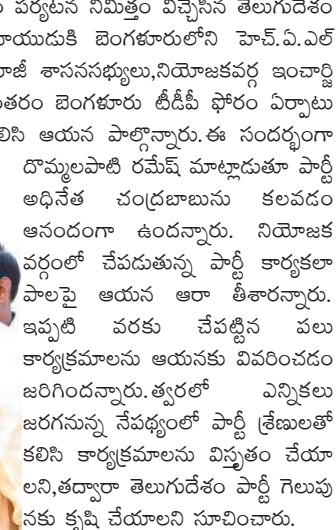 పర్యటన నిమిత్తం విచ్చేసిన తెలుగుదేశం
బెంగళూరులోని హెచ్.ఏ.ఎల్
శాసనసభ్యులు,నియోజకవర్గ ఇంచార్జి
బెంగళూరు టీడీపీ ఫోరం ఏర్పాటు
ఆయన పాల్గొన్నారు.ఈ సందర్భంగా
దొమ్మలపాటి రమేష్ మాట్లాడుతూ పార్టీ
అధినేత చంద్రబాబును కలవడం
ఆనందంగా ఉందన్నారు. నియోజక
వర్గంలో చేపడుతున్న పార్టీ కార్యకలా
పాలపై ఆయన ఆరా తీశారన్నారు.
ఇప్పటి వరకు చేపట్టిన పలు
కార్యక్రమాలను ఆయనకు వివరించడం
జరిగిందన్నారు.త్వరలో ఎన్నికలు
జరగనున్న నేపథ్యంలో పార్టీ శ్రేణులతో
కలిసి కార్యక్రమాలను విస్తృతం చేయా
లని,తద్వారా తెలుగుదేశం పార్టీ గెలుపు
నకు కృషి చేయాలని సూచించారు.